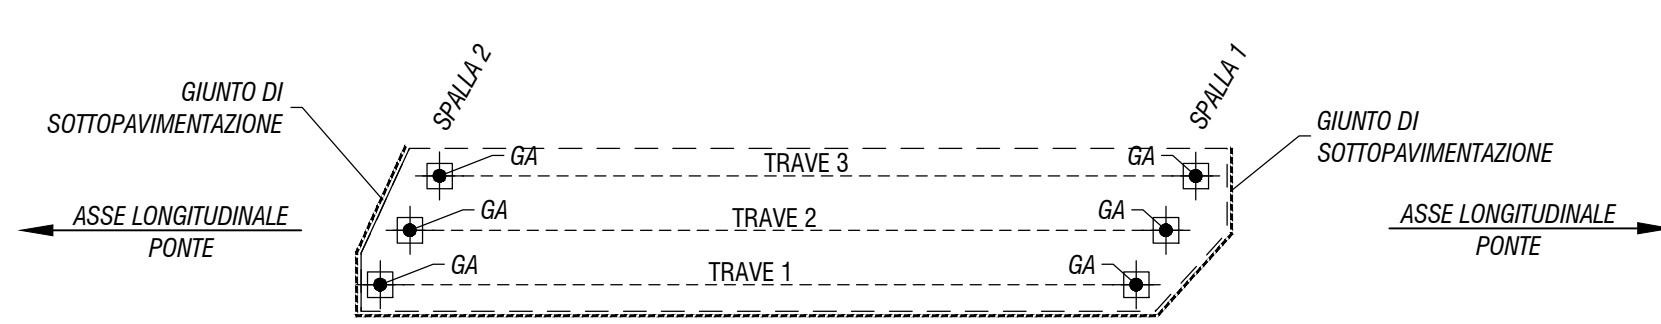 SPALLA 2
SPALLA 1
GIUNTO DI
SOTTOPAVIMENTAZIONE
GIUNTO DI
SOTTOPAVIMENTAZIONE
GA
TRAVE 3
GA
ASSE LONGITUDINALE
PONTE
GA
TRAVE 2
GA
ASSE LONGITUDINALE
PONTE
GA
TRAVE 1
GA